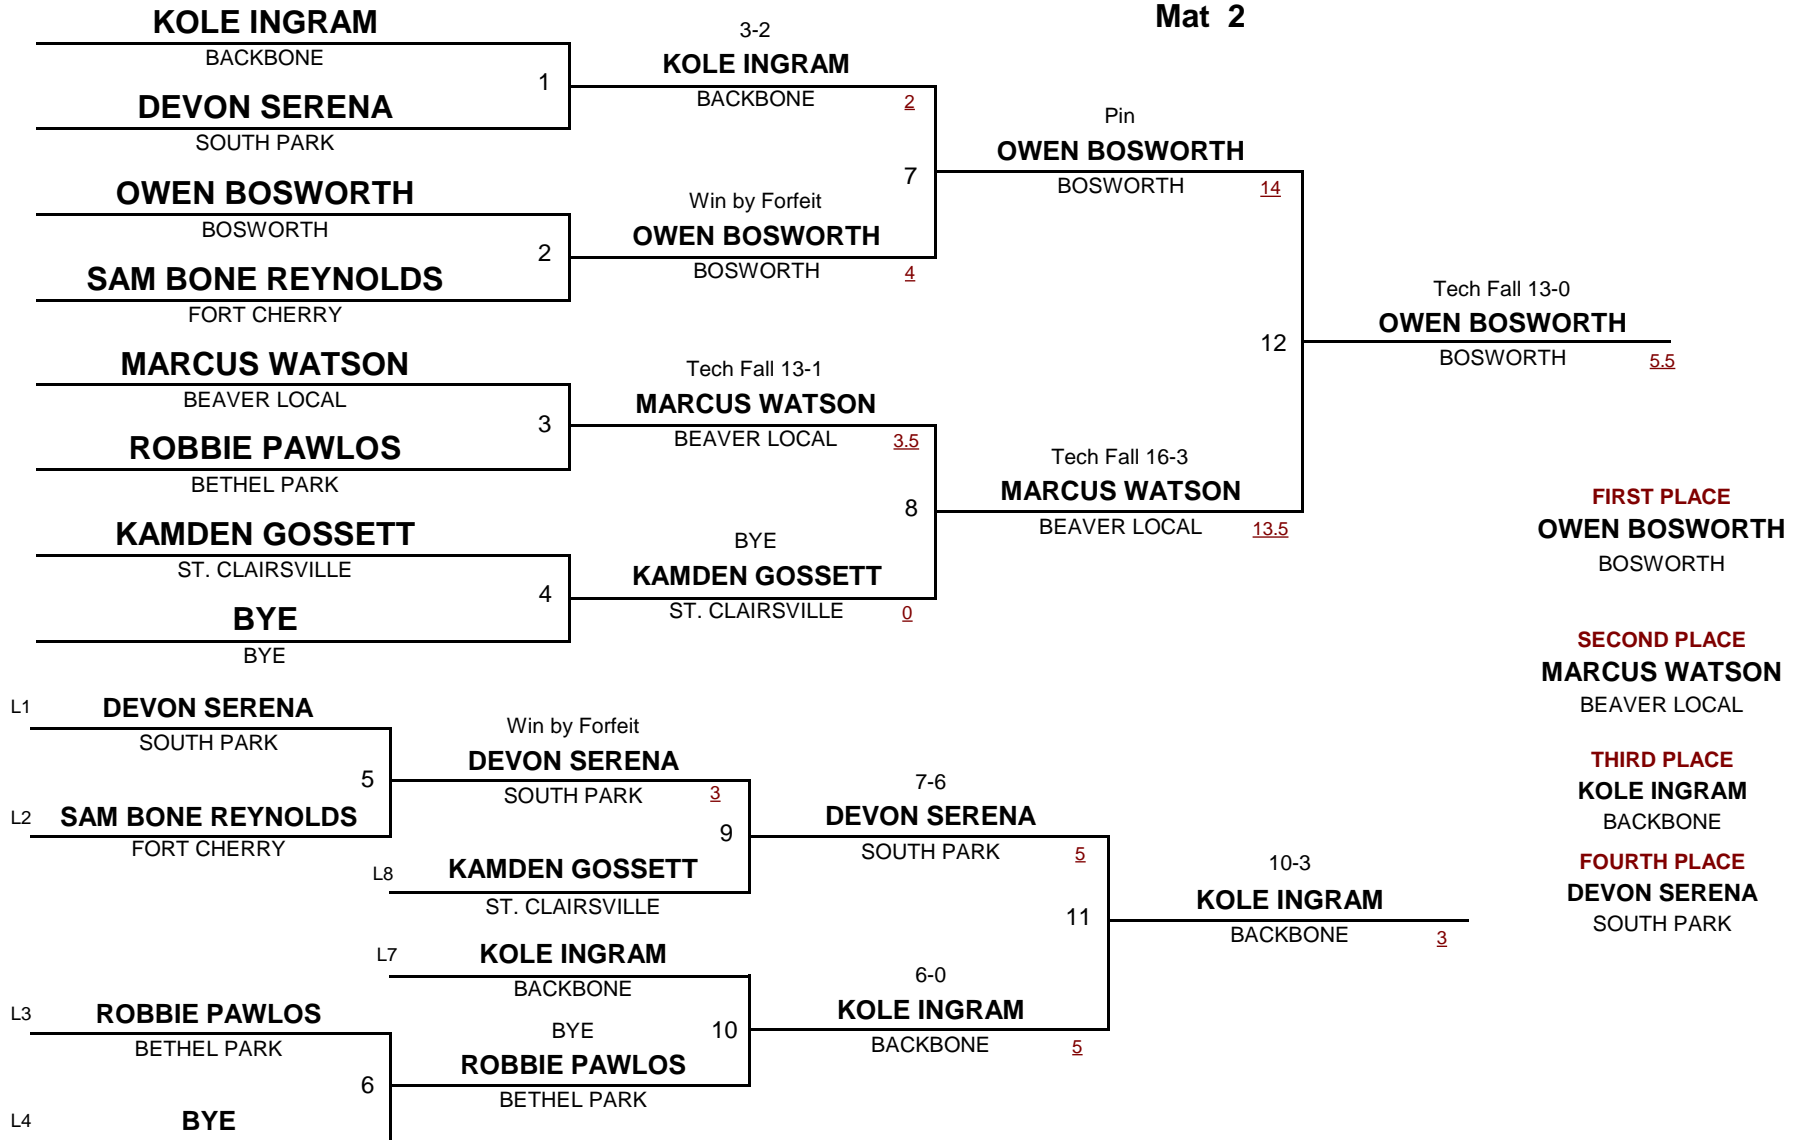 Mat 2
KOLE INGRAM
BACKBONE
1
DEVON SERENA
SOUTH PARK
OWEN BOSWORTH
BOSWORTH
2
SAM BONE REYNOLDS
FORT CHERRY
MARCUS WATSON
BEAVER LOCAL
3
ROBBIE PAWLOS
BETHEL PARK
KAMDEN GOSSETT
ST. CLAIRSVILLE
4
BYE
BYE
3-2
KOLE INGRAM
BACKBONE 2
7
Win by Forfeit
OWEN BOSWORTH
BOSWORTH 4
Tech Fall 13-1
MARCUS WATSON
BEAVER LOCAL 3.5
8
BYE
KAMDEN GOSSETT
ST. CLAIRSVILLE 0
Pin
OWEN BOSWORTH
BOSWORTH 14
12
Tech Fall 16-3
MARCUS WATSON
BEAVER LOCAL 13.5
Tech Fall 13-0
OWEN BOSWORTH
BOSWORTH 5.5
FIRST PLACE
OWEN BOSWORTH
BOSWORTH
SECOND PLACE
MARCUS WATSON
BEAVER LOCAL
THIRD PLACE
KOLE INGRAM
BACKBONE
FOURTH PLACE
DEVON SERENA
SOUTH PARK
L1 DEVON SERENA
SOUTH PARK
5
L2 SAM BONE REYNOLDS
FORT CHERRY
Win by Forfeit
DEVON SERENA
SOUTH PARK 3
9
L8 KAMDEN GOSSETT
ST. CLAIRSVILLE
L7 KOLE INGRAM
BACKBONE
10
BYE
ROBBIE PAWLOS
BETHEL PARK
L3 ROBBIE PAWLOS
BETHEL PARK
6
L4 BYE
7-6
DEVON SERENA
SOUTH PARK 5
11
6-0
KOLE INGRAM
BACKBONE 5
10-3
KOLE INGRAM
BACKBONE 3